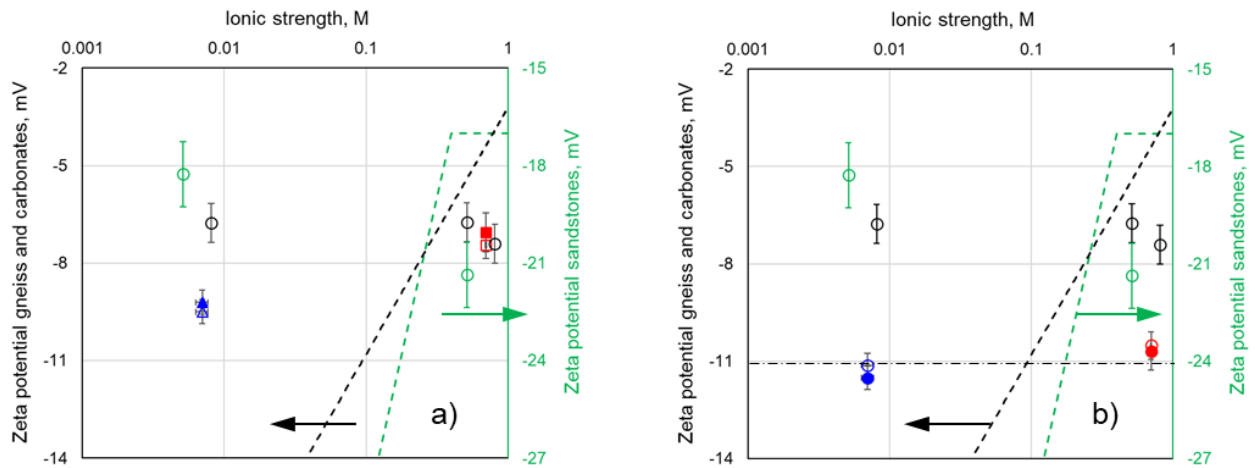 Ionic strength, M
0.001 0.01 0.1 1
Zeta potential gneiss and carbonates, mV
-2
-5
-8
-11
-14
-15
-18
-21
-24
-27
Zeta potential sandstones, mV
a)
Ionic strength, M
0.001 0.01 0.1 1
Zeta potential gneiss and carbonates, mV
-2
-5
-8
-11
-14
-15
-18
-21
-24
-27
Zeta potential sandstones, mV
b)